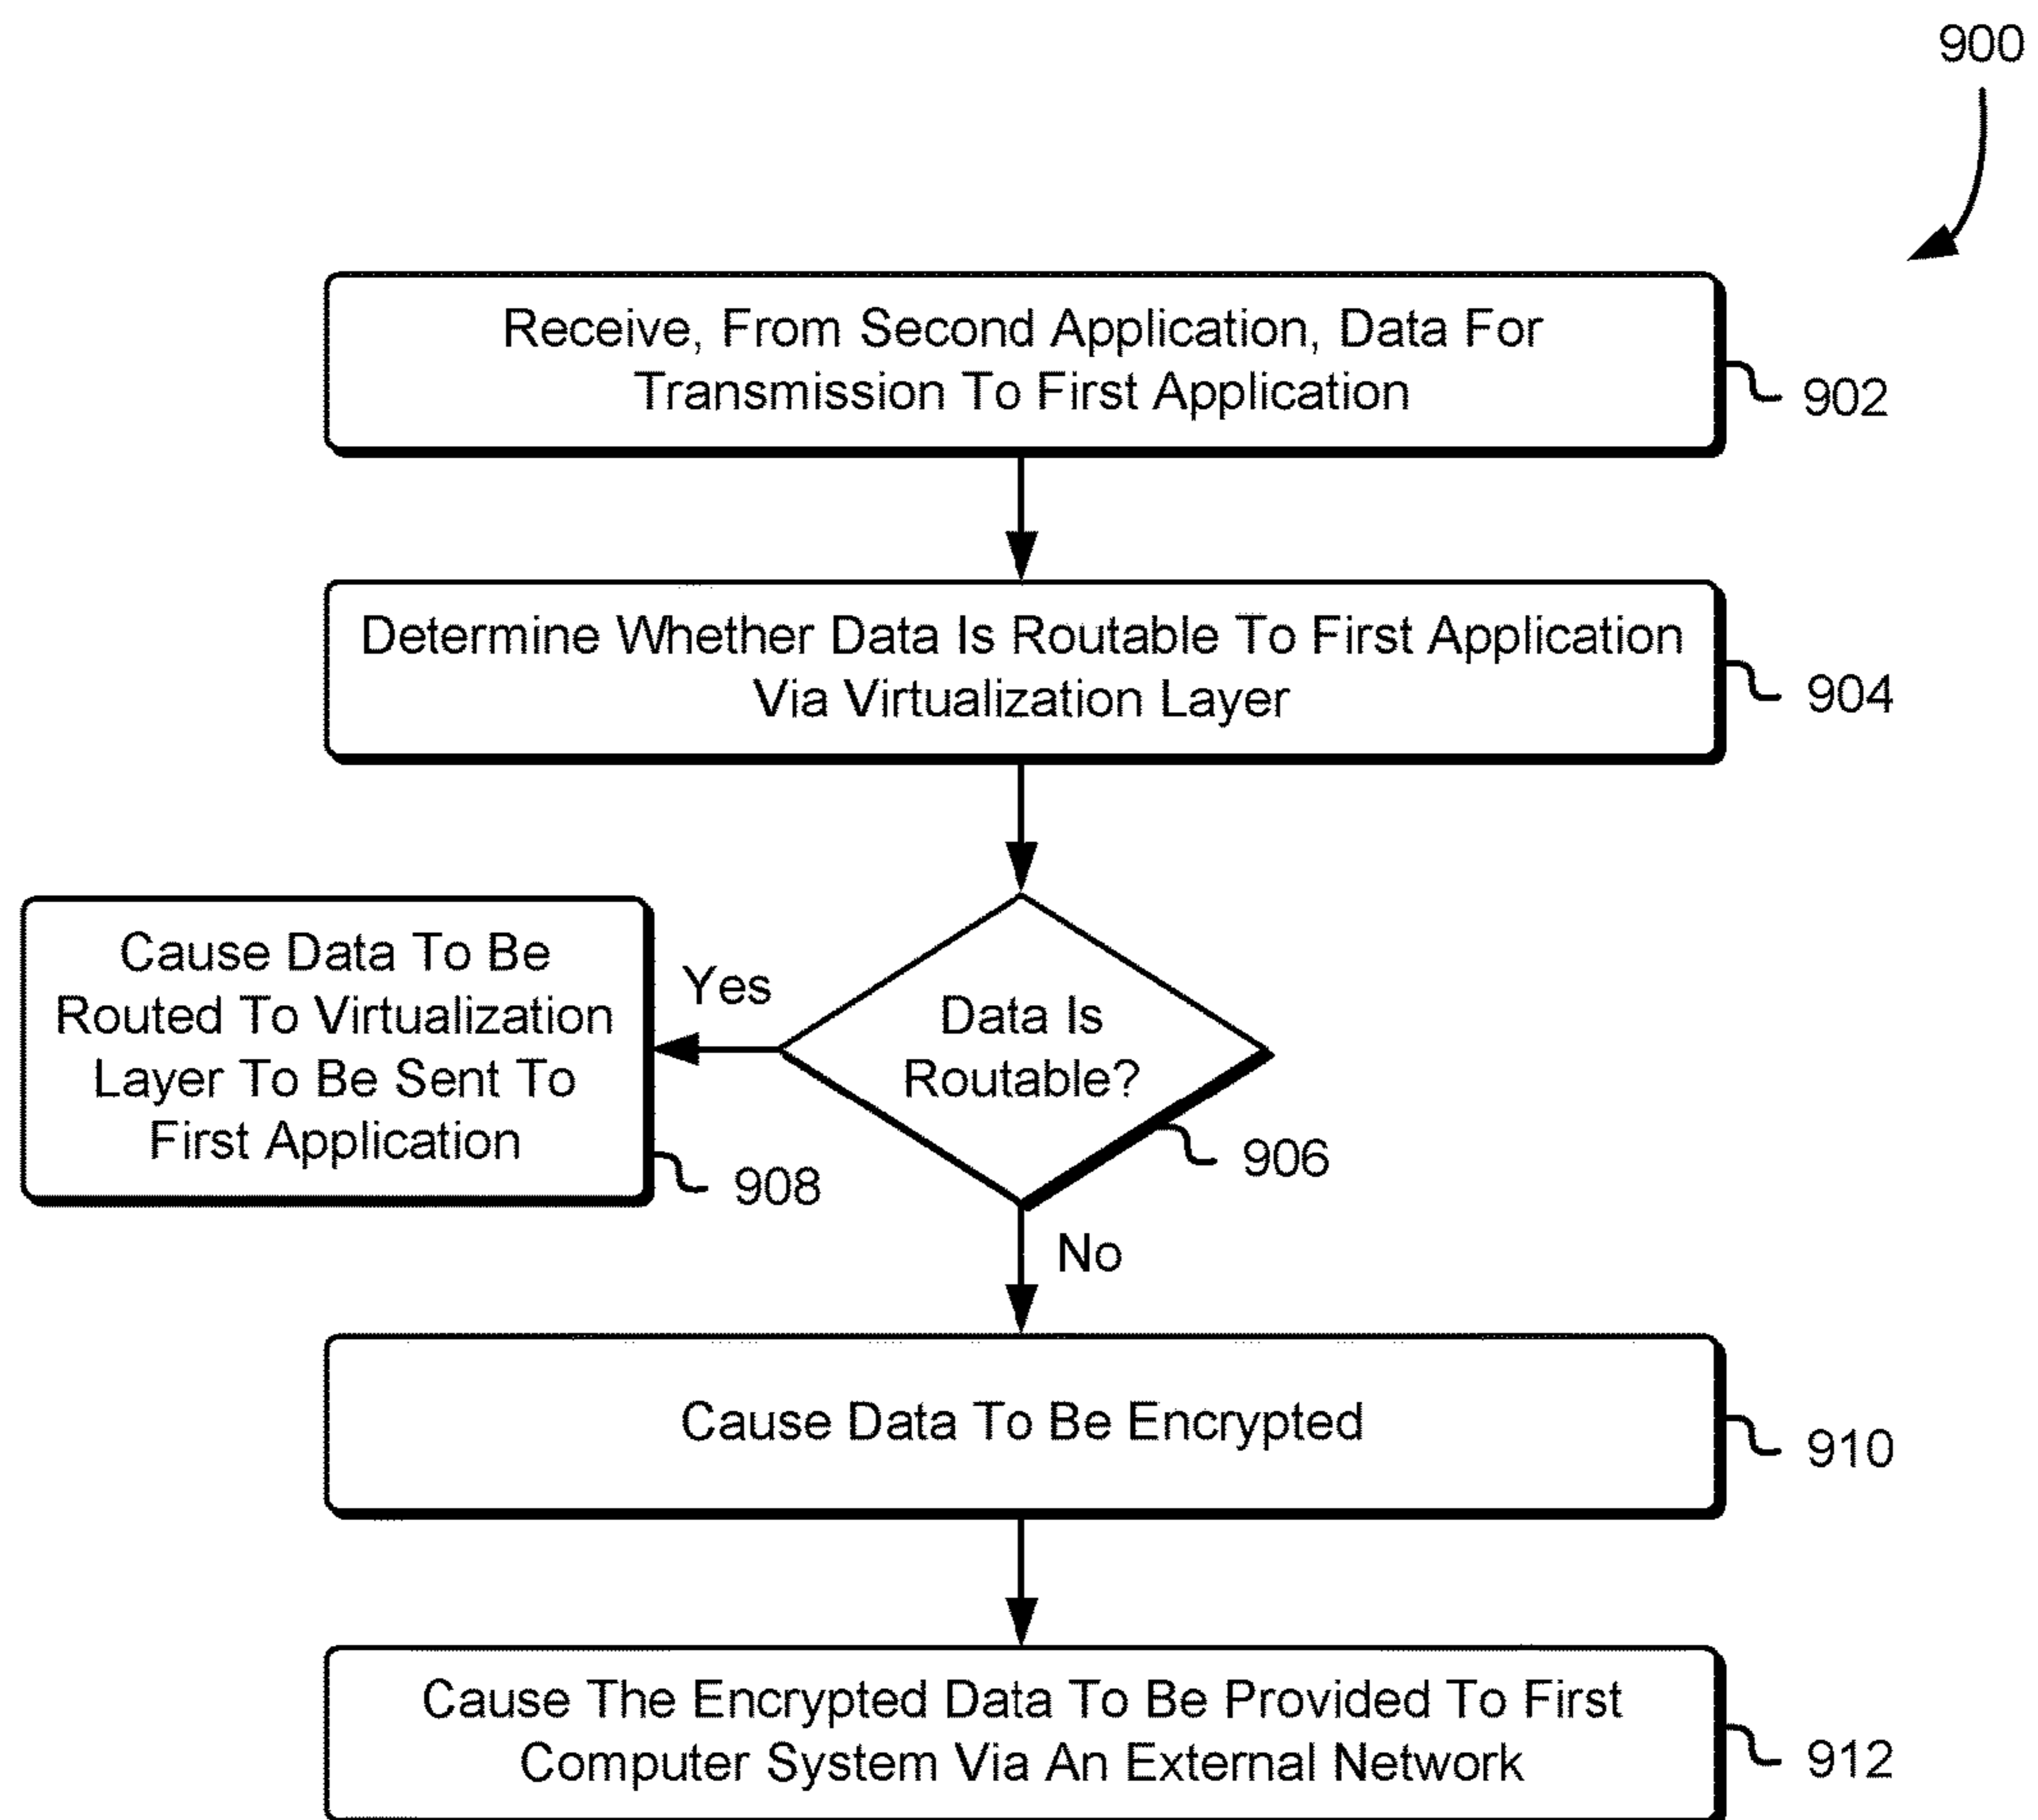 900
Receive, From Second Application, Data For
Transmission To First Application
902
Determine Whether Data Is Routable To First Application
Via Virtualization Layer
904
Cause Data To Be
Routed To Virtualization
Layer To Be Sent To
First Application
908
Yes
Data Is
Routable?
906
No
Cause Data To Be Encrypted
910
Cause The Encrypted Data To Be Provided To First
Computer System Via An External Network
912